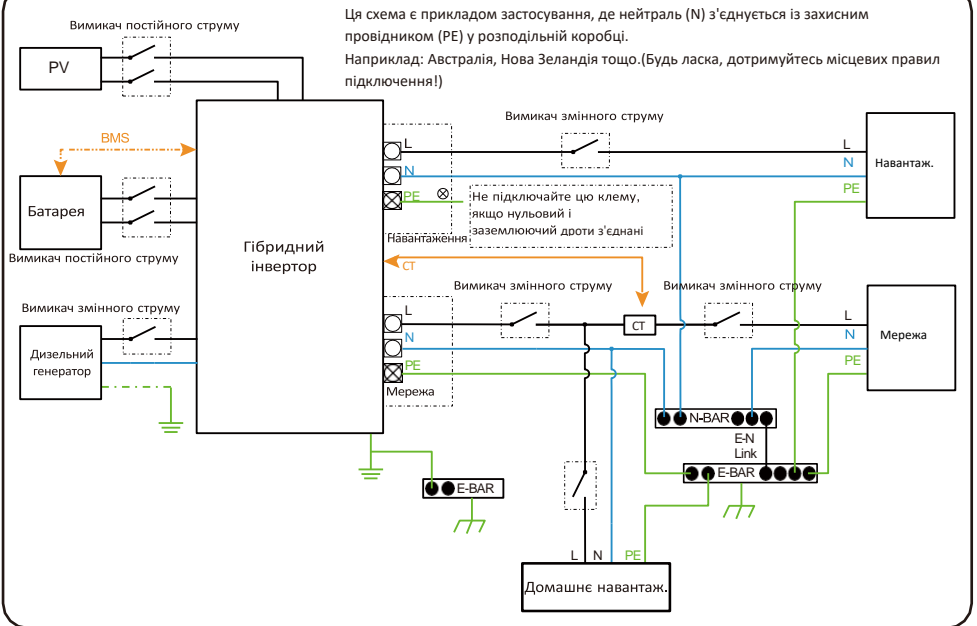 Ця схема є прикладом застосування, де нейтраль (N) з'єднується із захисним
провідником (PE) у розподільній коробці.
Наприклад: Австралія, Нова Зеландія тощо.(Будь ласка, дотримуйтесь місцевих правил
підключення!)
Вимикач постійного струму
PV
BMS
Батарея
Вимикач постійного струму
Вимикач змінного струму
Дизельний
генератор
Гібридний
інвертор
L
N
PE
Навантаження
Не підключайте цю клему,
якщо нульовий і
заземлюючий дроти з'єднані
Вимикач змінного струму
L
N
PE
Навантаж.
CT
Вимикач змінного струму
CT
Вимикач змінного струму
L
N
PE
Мережа
L
N
PE
Мережа
N-BAR
E-N
Link
E-BAR
E-BAR
L N PE
Домашнє навантаж.